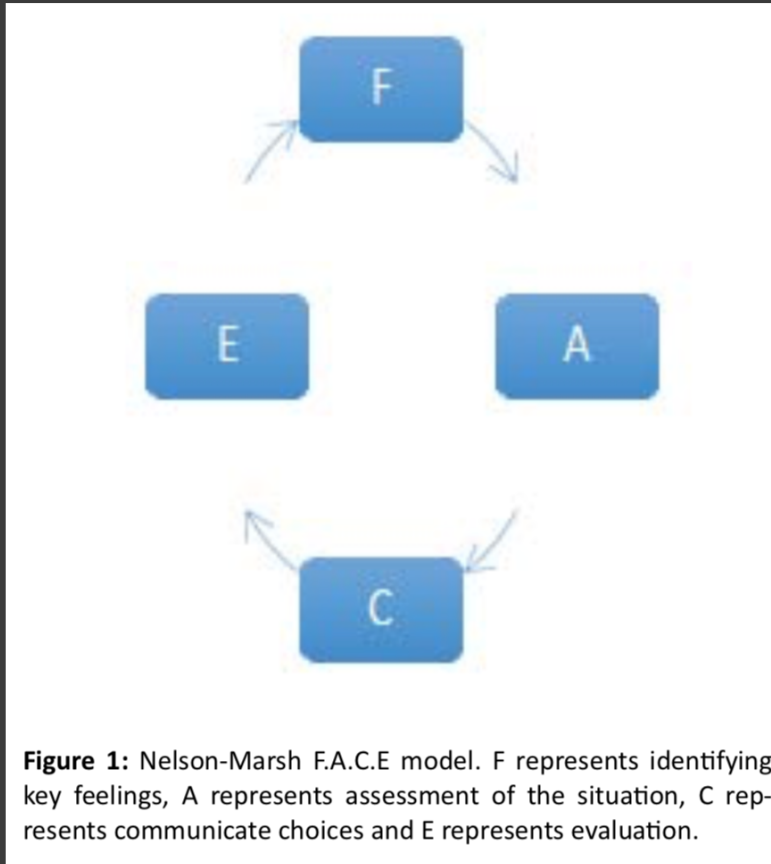 F
E
A
C
Figure 1: Nelson-Marsh F.A.C.E model. F represents identifying
key feelings, A represents assessment of the situation, C rep-
resents communicate choices and E represents evaluation.